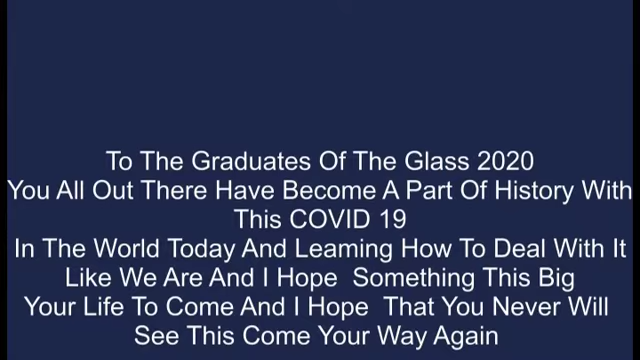 To The Graduates Of The Glass 2020
You All Out There Have Become A Part Of History With
This COVID 19
In The World Today And Learning How To Deal With It
Like We Are And I Hope Something This Big
Your Life To Come And I Hope That You Never Will
See This Come Your Way Again